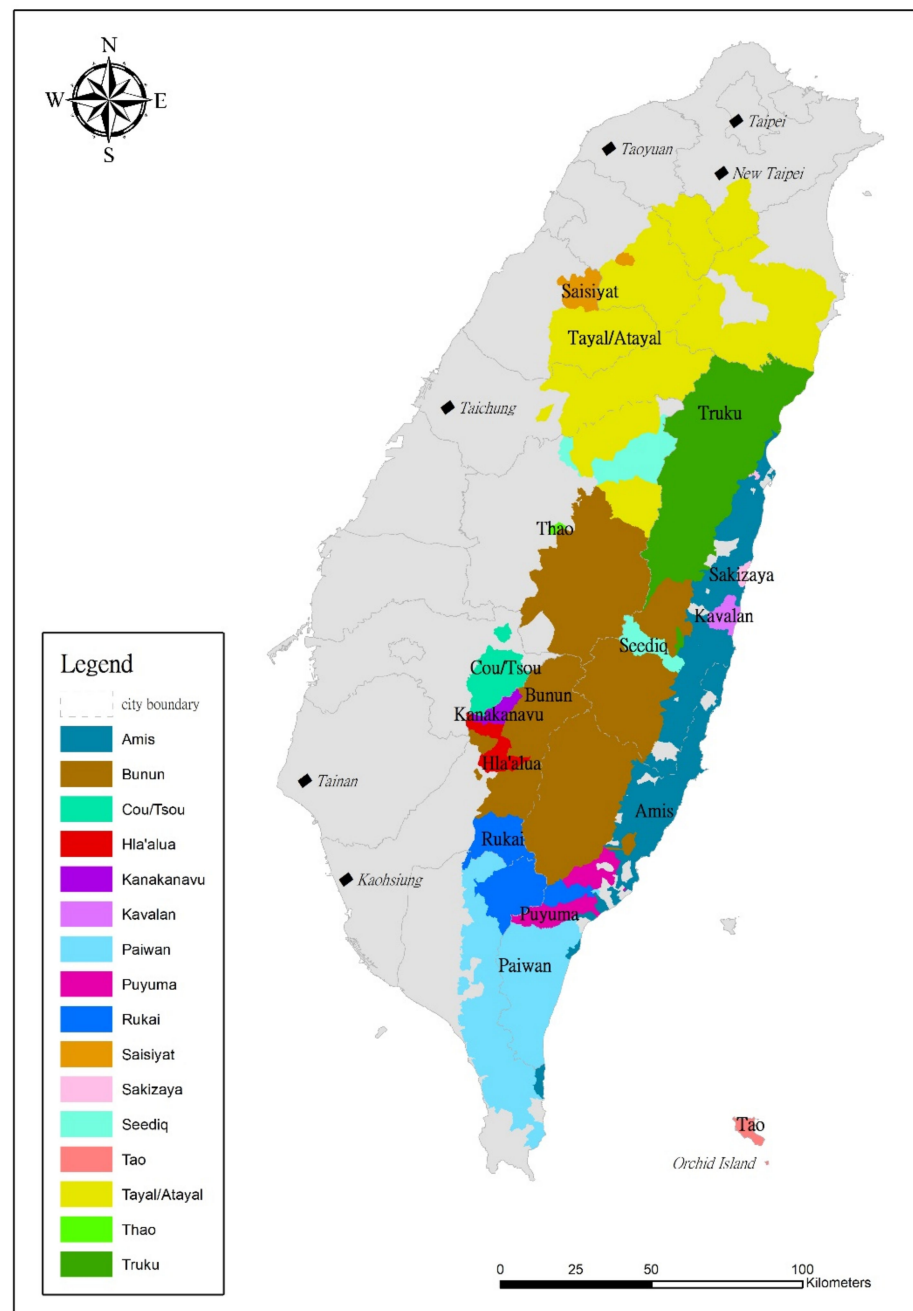 N
W E
S
Taipei
Taoyuan
New Taipei
Saisiyat
Tayal/Atayal
Taichung
Truku
Thao
Sakizaya
Kavalan
Seediq
Cou/Tsou
Bunun
Kanakanavu
Hla'alua
Tainan
Amis
Rukai
Kaohsiung
Puyuma
Paiwan
Tao
Orchid Island
Legend
city boundary
Amis
Bunun
Cou/Tsou
Hla'alua
Kanakanavu
Kavalan
Paiwan
Puyuma
Rukai
Saisiyat
Sakizaya
Seediq
Tao
Tayal/Atayal
Thao
Truku
0 25 50 100
Kilometers